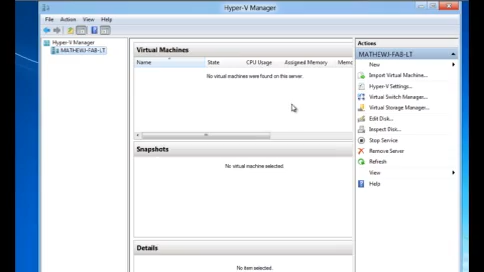 Hyper-V Manager
File Action View Help
Hyper-V Manager
MATHEWJ-FAB-LT
Virtual Machines
Name State CPU Usage Assigned Memory Memo
No virtual machines were found on this server.
Snapshots
No virtual machine selected.
Details
No item selected.
Actions
MATHEWJ-FAB-LT
New
Import Virtual Machine...
Hyper-V Settings...
Virtual Switch Manager...
Virtual Storage Manager...
Edit Disk...
Inspect Disk...
Stop Service
Remove Server
Refresh
View
Help